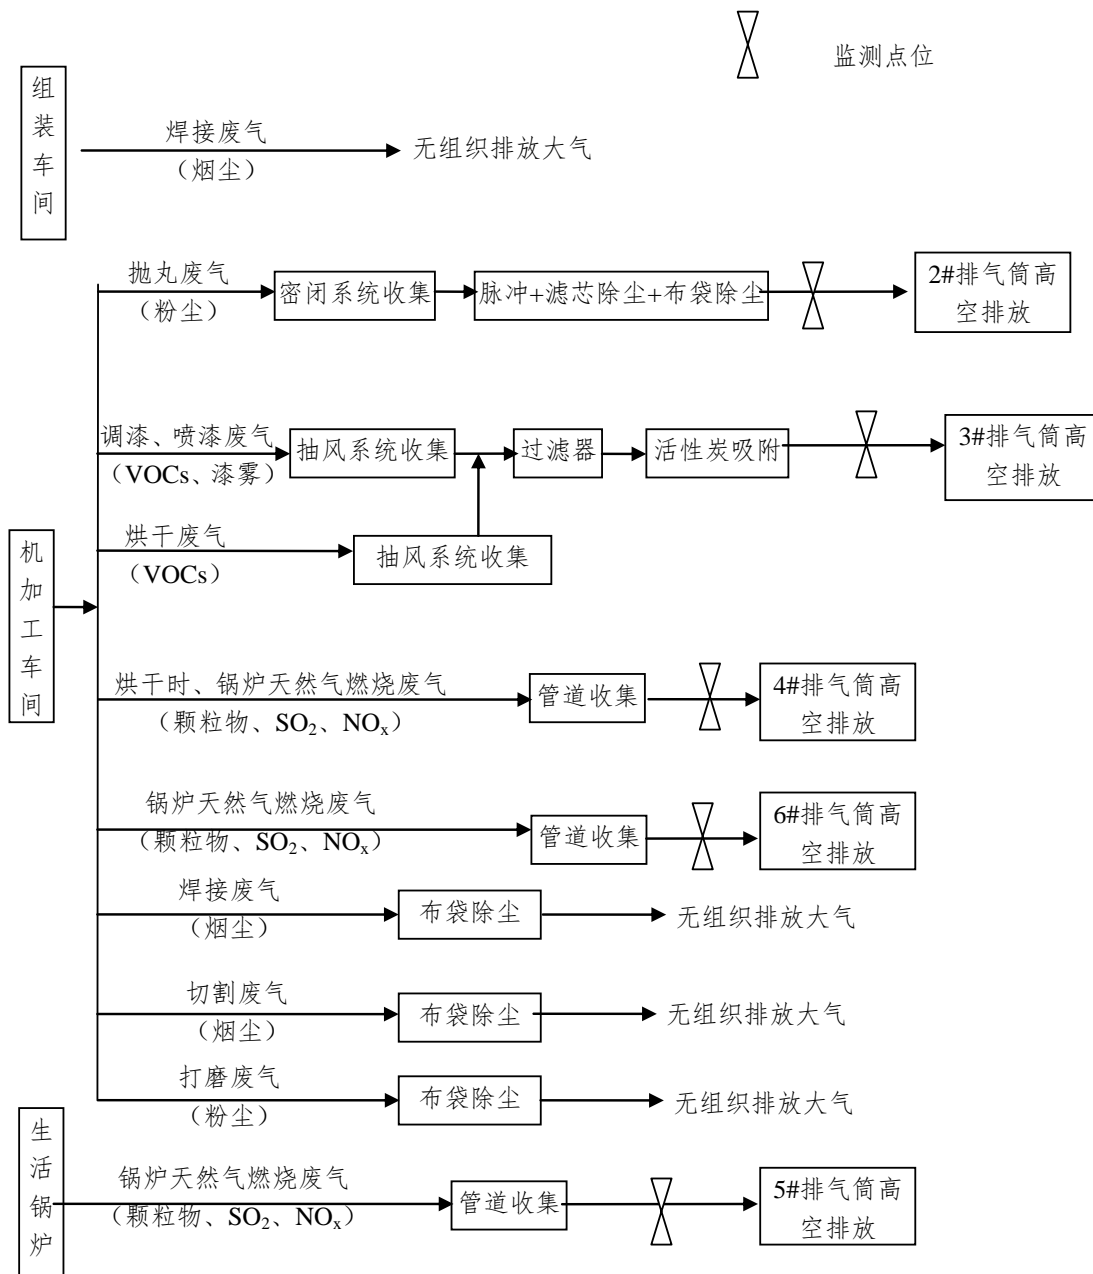 监测点位
组装车间
焊接废气
（烟尘）
无组织排放大气
抛丸废气
（粉尘）
密闭系统收集
脉冲+滤芯除尘+布袋除尘
2#排气筒高
空排放
调漆、喷漆废气
（VOCs、漆雾）
抽风系统收集
过滤器
活性炭吸附
3#排气筒高
空排放
烘干废气
（VOCs）
抽风系统收集
机加工车间
烘干时、锅炉天然气燃烧废气
（颗粒物、SO₂、NOₓ）
管道收集
4#排气筒高
空排放
锅炉天然气燃烧废气
（颗粒物、SO₂、NOₓ）
管道收集
6#排气筒高
空排放
焊接废气
（烟尘）
布袋除尘
无组织排放大气
切割废气
（烟尘）
布袋除尘
无组织排放大气
打磨废气
（粉尘）
布袋除尘
无组织排放大气
生活锅炉
锅炉天然气燃烧废气
（颗粒物、SO₂、NOₓ）
管道收集
5#排气筒高
空排放